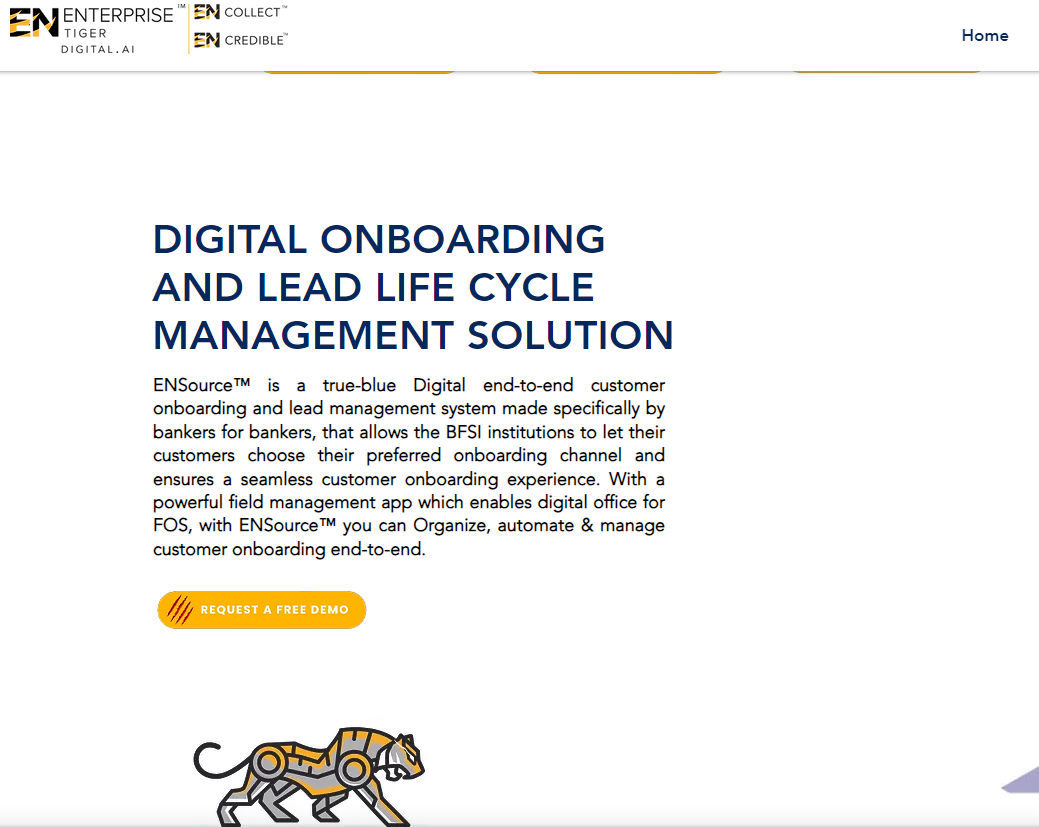 EN ENTERPRISE™
TIGER
DIGITAL.AI
EN COLLECT™
EN CREDIBLE™
Home
DIGITAL ONBOARDING
AND LEAD LIFE CYCLE
MANAGEMENT SOLUTION
ENSource™ is a true-blue Digital end-to-end customer
onboarding and lead management system made specifically by
bankers for bankers, that allows the BFSI institutions to let their
customers choose their preferred onboarding channel and
ensures a seamless customer onboarding experience. With a
powerful field management app which enables digital office for
FOS, with ENSource™ you can Organize, automate & manage
customer onboarding end-to-end.
REQUEST A FREE DEMO